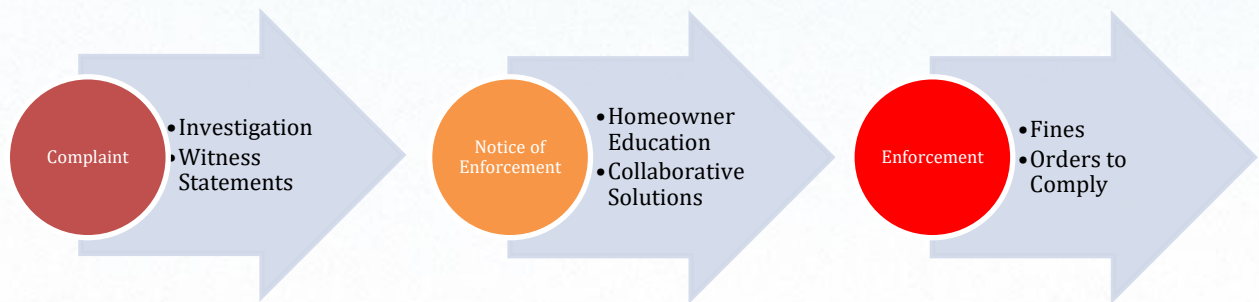 Complaint
•Investigation
•Witness
Statements
Notice of
Enforcement
•Homeowner
Education
•Collaborative
Solutions
Enforcement
•Fines
•Orders to
Comply